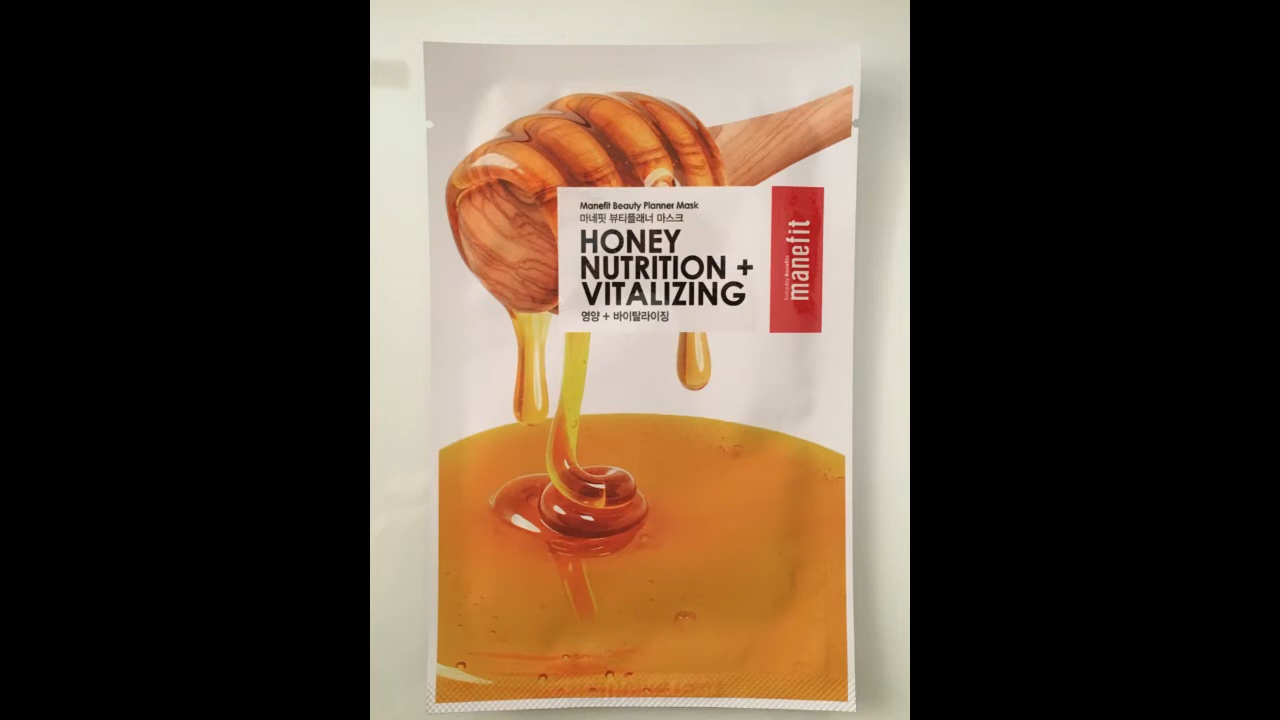 Manefit Beauty Planner Mask
마네핏 뷰티플래너 마스크
HONEY
NUTRITION +
VITALIZING
영양 + 바이탈라이징
manefit